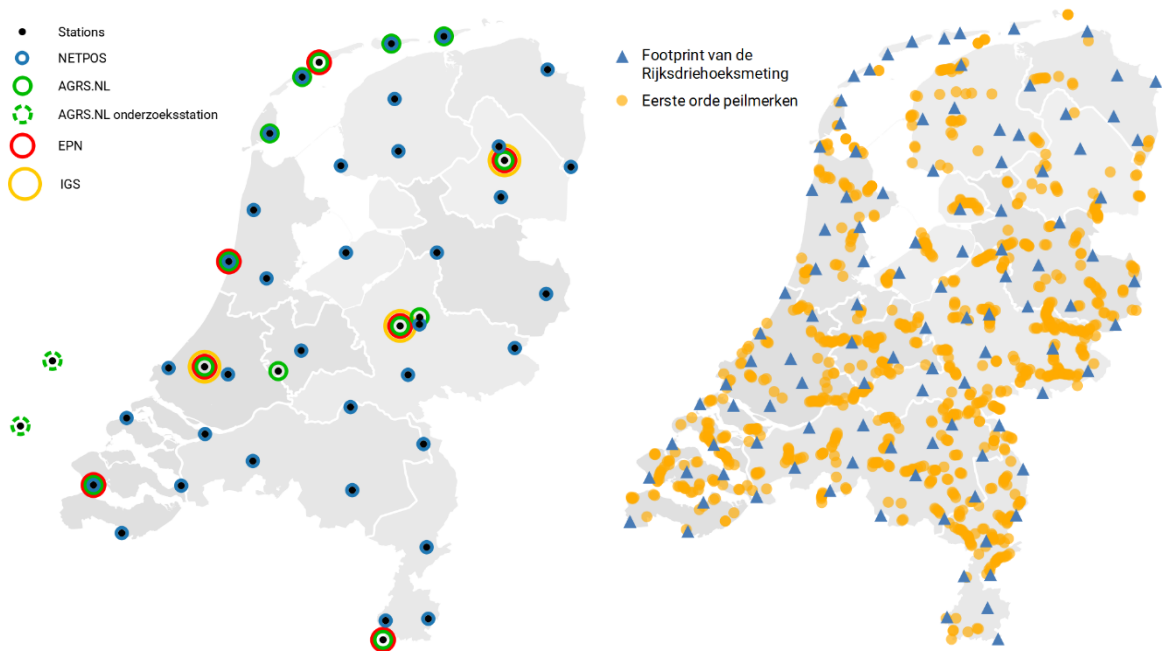 Stations
NETPOS
AGRS.NL
AGRS.NL onderzoeksstation
EPN
IGS
Footprint van de
Rijksdriehoeksmeting
Eerste orde peilmerken